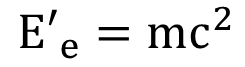 E′ₑ = mc²